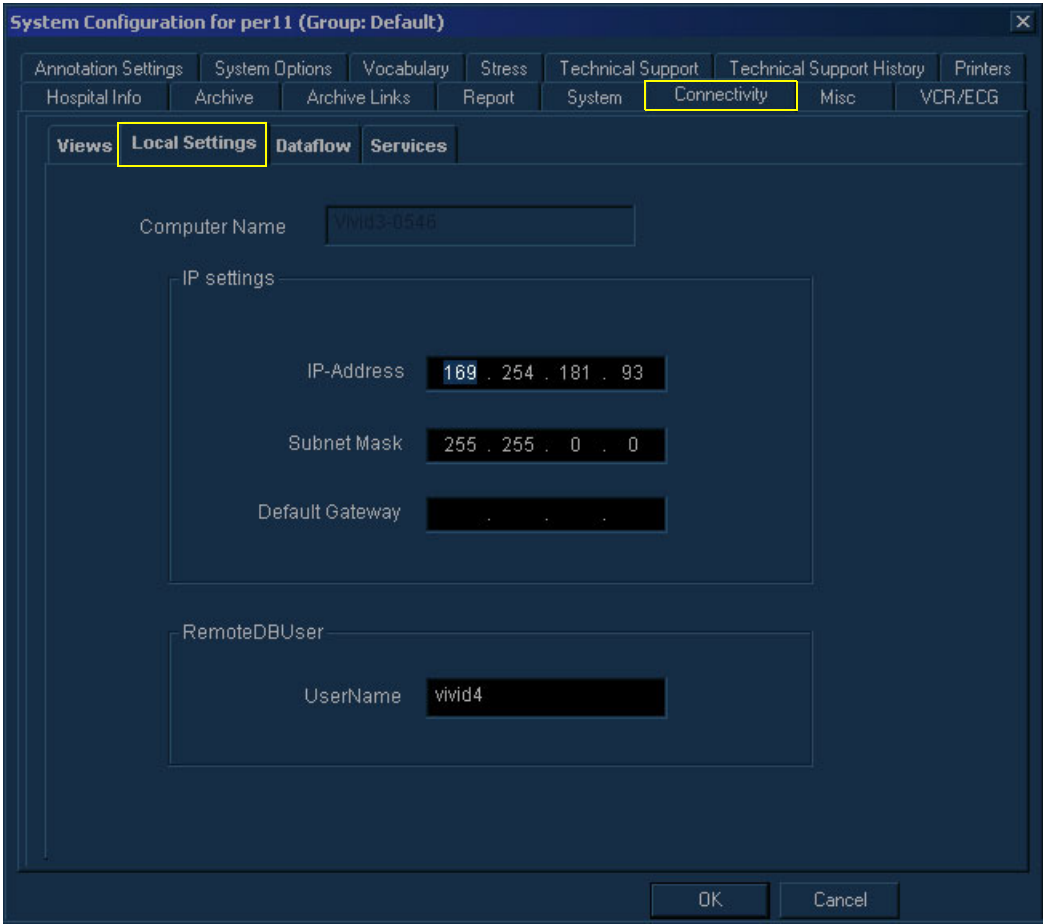 System Configuration for per11 (Group: Default)
Annotation Settings System Options Vocabulary Stress Technical Support Technical Support History Printers
Hospital Info Archive Archive Links Report System Connectivity Misc VCR/ECG
Views Local Settings Dataflow Services
Computer Name Vivid3-0546
IP settings
IP-Address 169 . 254 . 181 . 93
Subnet Mask 255 . 255 . 0 . 0
Default Gateway . . .
RemoteDBUser
UserName vivid4
OK Cancel